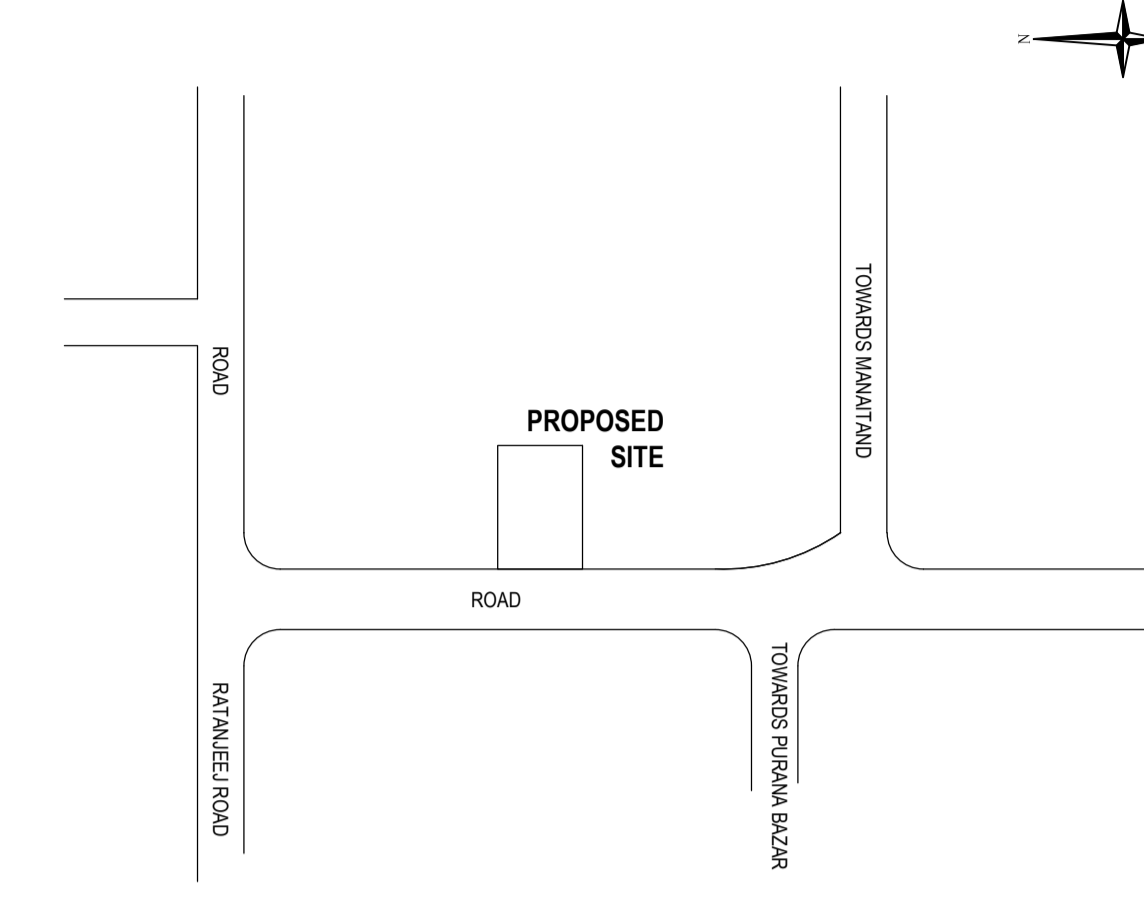 N
TOWARDS MANAITAND
ROAD
PROPOSED
SITE
ROAD
TOWARDS PURANA BAZAR
RATANJEEJ ROAD